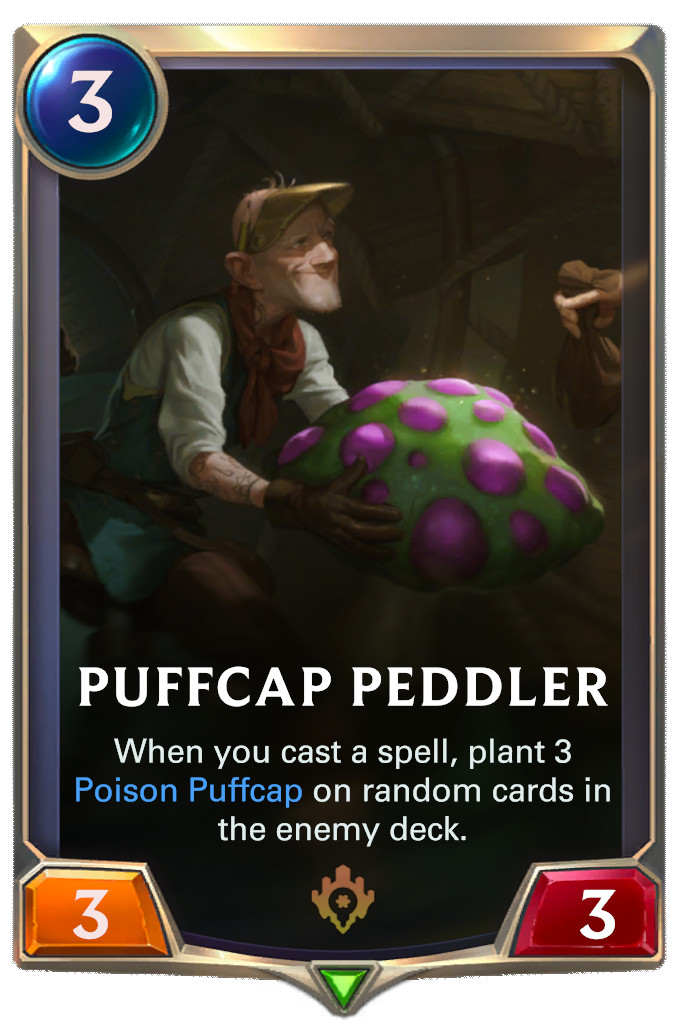 3
PUFFCAP PEDDLER
When you cast a spell, plant 3
Poison Puffcap on random cards in
the enemy deck.
3
3